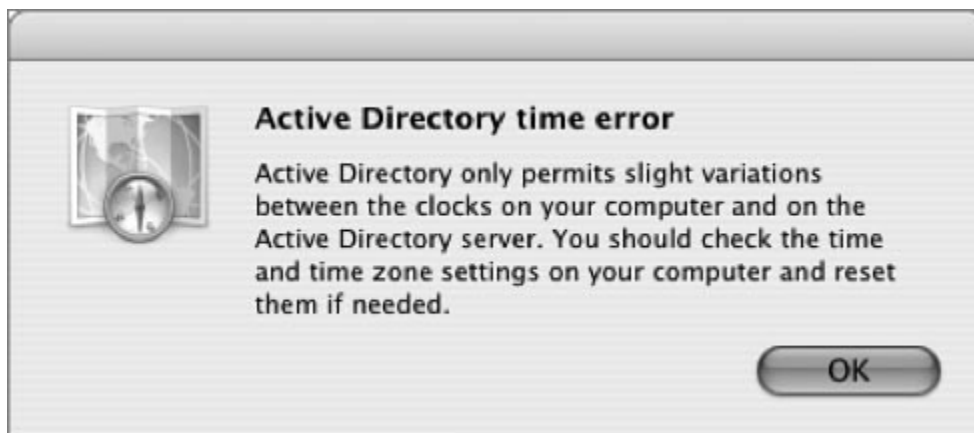 Active Directory time error
Active Directory only permits slight variations
between the clocks on your computer and on the
Active Directory server. You should check the time
and time zone settings on your computer and reset
them if needed.
OK